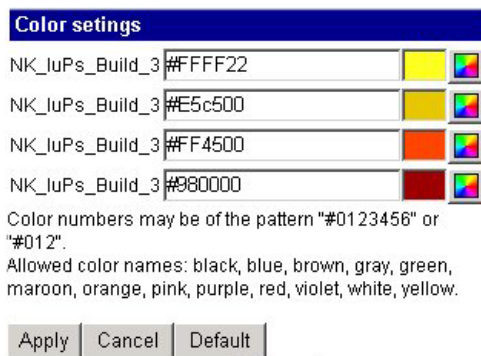 Color setings
NK_luPs_Build_3 #FFFF22
NK_luPs_Build_3 #E5c500
NK_luPs_Build_3 #FF4500
NK_luPs_Build_3 #980000
Color numbers may be of the pattern "#0123456" or
"#012".
Allowed color names: black, blue, brown, gray, green,
maroon, orange, pink, purple, red, violet, white, yellow.
Apply Cancel Default